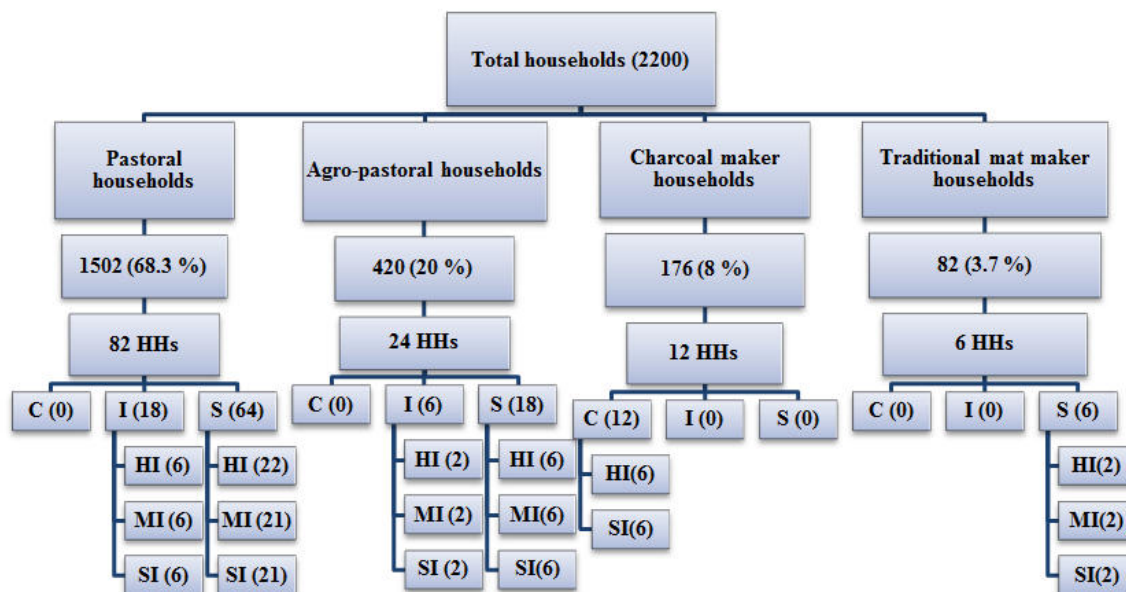 Total households (2200)
Pastoral
households
Agro-pastoral households
Charcoal maker
households
Traditional mat maker
households
1502 (68.3 %)
420 (20 %)
176 (8 %)
82 (3.7 %)
82 HHs
24 HHs
12 HHs
6 HHs
C (0)
I (18)
S (64)
C (0)
I (6)
S (18)
C (12)
I (0)
S (0)
C (0)
I (0)
S (6)
HI (6)
HI (22)
HI (2)
HI (6)
HI(6)
HI(2)
MI (6)
MI (21)
MI (2)
MI(6)
SI(6)
MI(2)
SI (6)
SI (21)
SI (2)
SI(6)
SI(2)